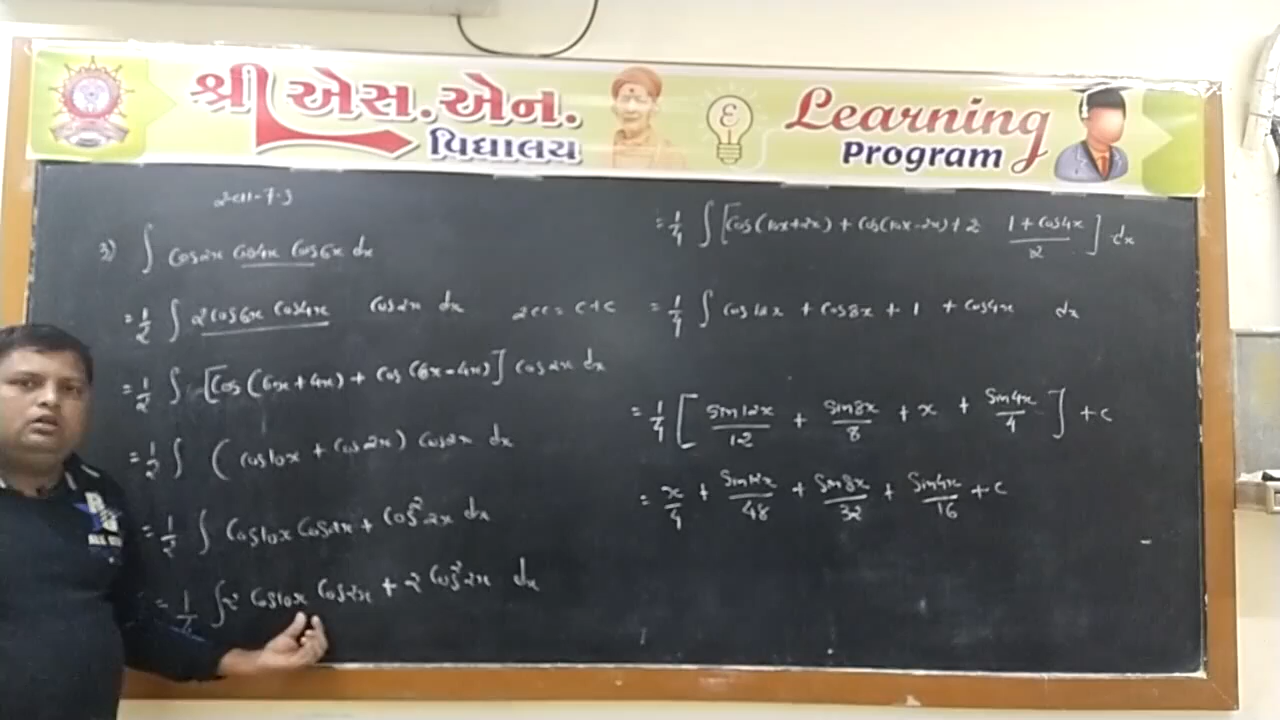 શ્રી એસ.એન.
વિદ્યાલય
Learning
Program
3) ∫ cos2x cos4x cos6x dx
= 1/2 ∫ 2cos6x cos4x cos2x dx 2cc = c+c
= 1/2 ∫ [cos(6x+4x) + cos(6x-4x)] cos2x dx
= 1/2 ∫ (cos10x + cos2x) cos2x dx
= 1/2 ∫ cos10x cos2x + cos²2x dx
= 1/4 ∫ 2 cos10x cos2x + 2 cos²2x dx
= 1/4 ∫ [cos(10x+2x) + cos(10x-2x) + 2 (1+cos4x)/2] dx
= 1/4 ∫ cos12x + cos8x + 1 + cos4x dx
= 1/4 [sin12x/12 + sin8x/8 + x + sin4x/4] + c
= x/4 + sin12x/48 + sin8x/32 + sin4x/16 + c